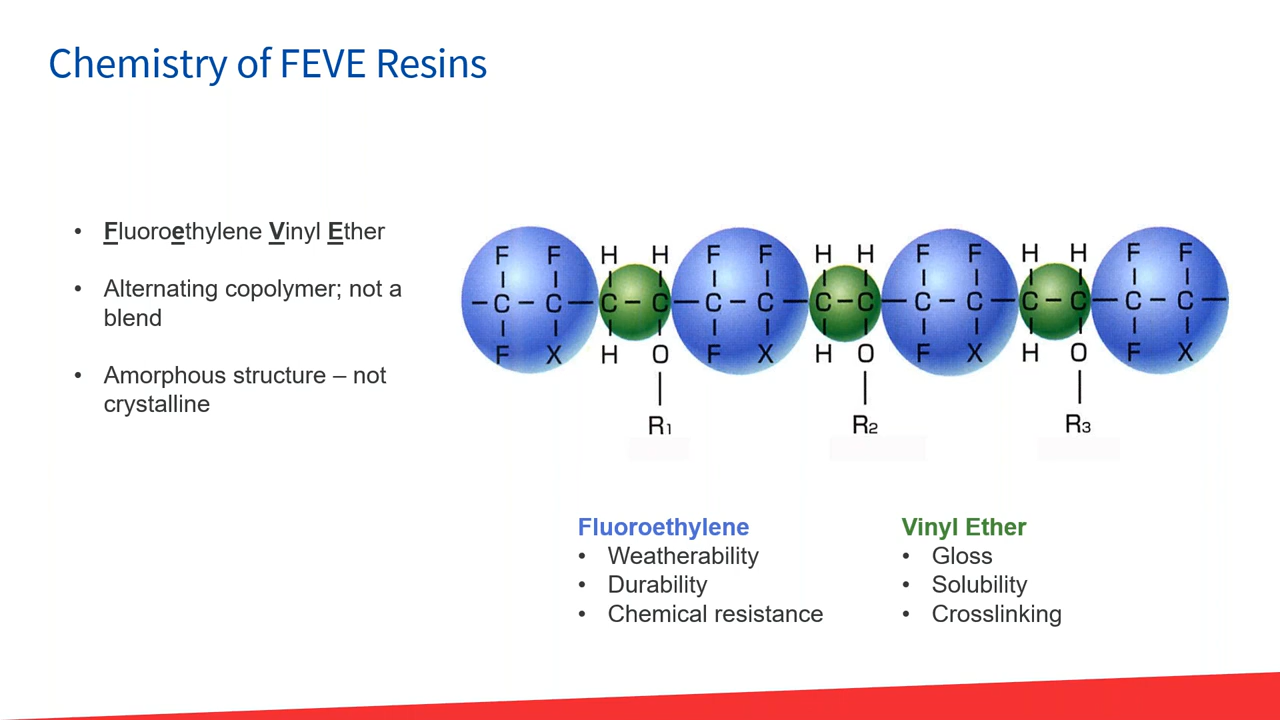 Chemistry of FEVE Resins
• Fluoroethylene Vinyl Ether
• Alternating copolymer; not a
blend
• Amorphous structure – not
crystalline
F F H H F F H H F F H H F F
– C – C – C – C – C – C – C – C – C – C – C – C – C – C –
F X H O F X H O F X H O F X
R1 R2 R3
Fluoroethylene
• Weatherability
• Durability
• Chemical resistance
Vinyl Ether
• Gloss
• Solubility
• Crosslinking